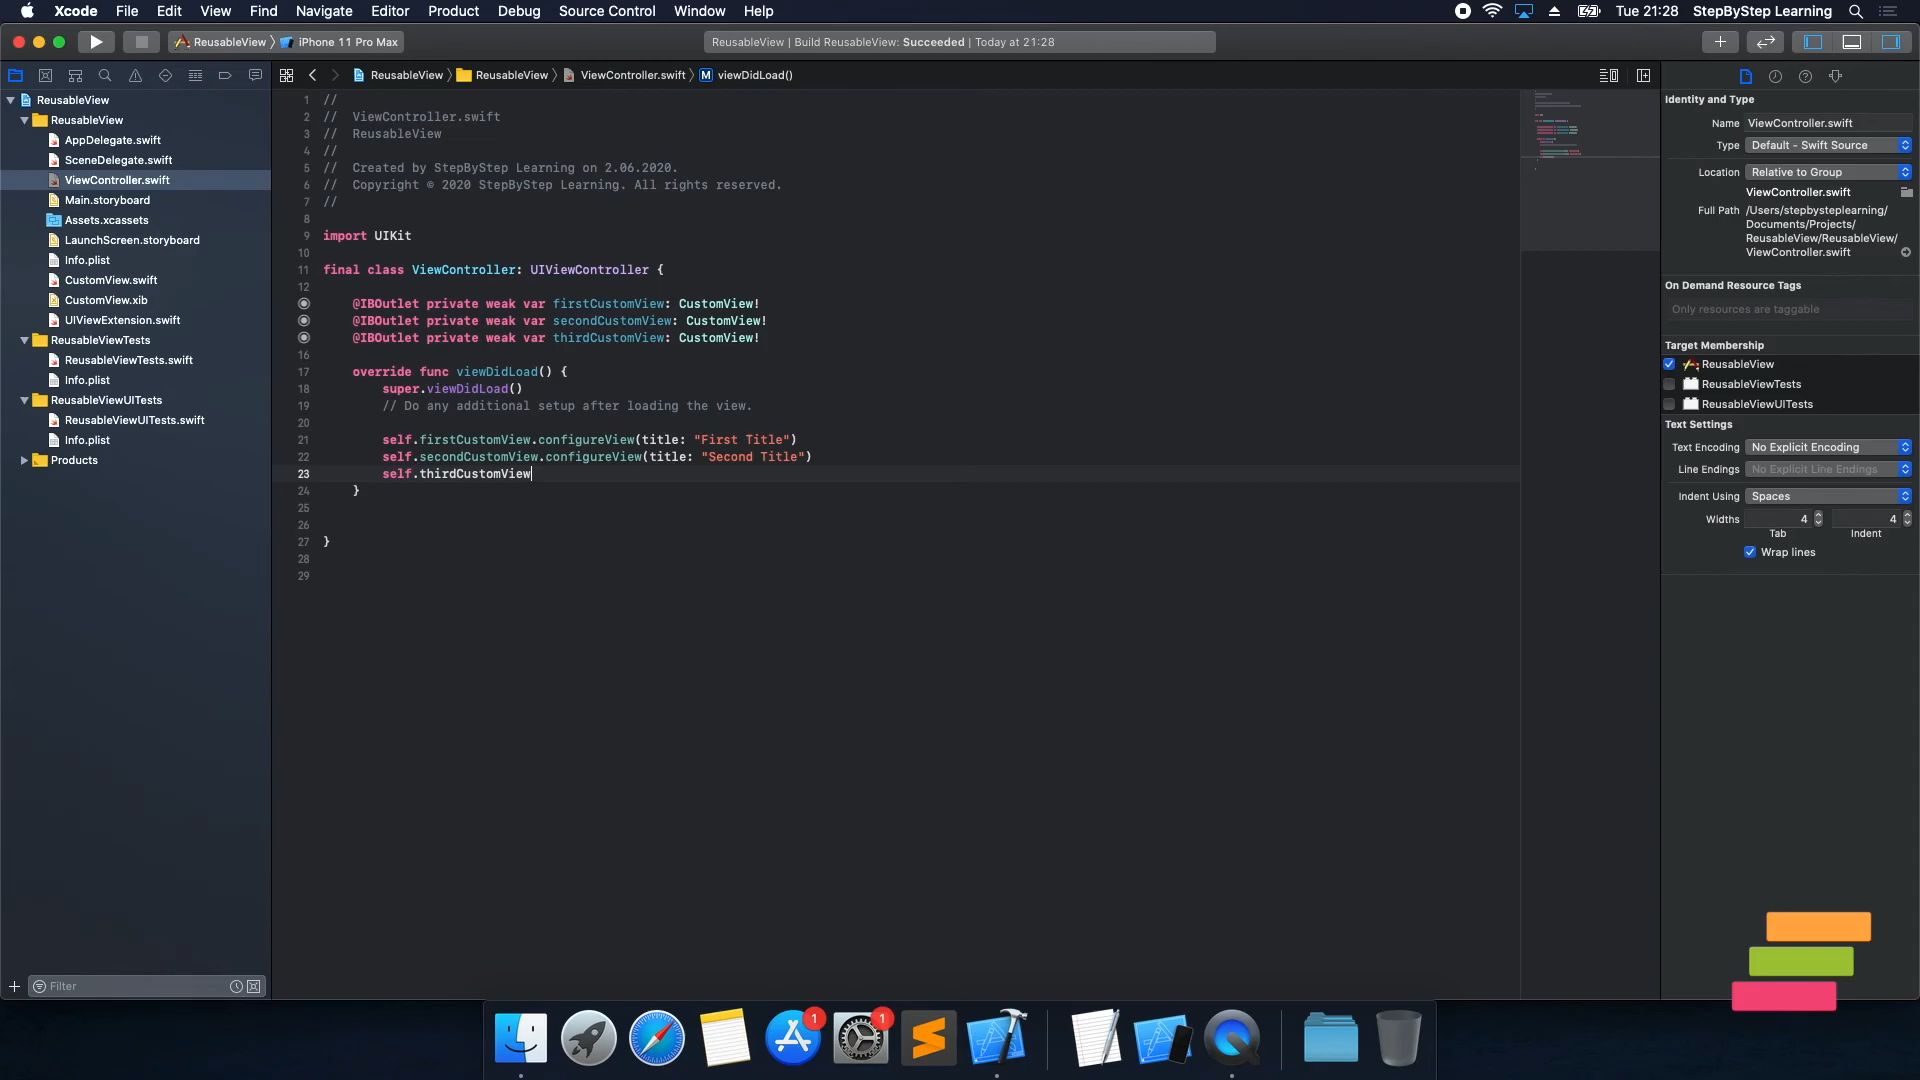 Xcode File Edit View Find Navigate Editor Product Debug Source Control Window Help
Tue 21:28 StepByStep Learning
ReusableView iPhone 11 Pro Max
ReusableView | Build ReusableView: Succeeded | Today at 21:28
ReusableView ReusableView ViewController.swift M viewDidLoad()
ReusableView
ReusableView
AppDelegate.swift
SceneDelegate.swift
ViewController.swift
Main.storyboard
Assets.xcassets
LaunchScreen.storyboard
Info.plist
CustomView.swift
CustomView.xib
UIViewExtension.swift
ReusableViewTests
ReusableViewTests.swift
Info.plist
ReusableViewUITests
ReusableViewUITests.swift
Info.plist
Products
Filter
1 //
2 // ViewController.swift
3 // ReusableView
4 //
5 // Created by StepByStep Learning on 2.06.2020.
6 // Copyright © 2020 StepByStep Learning. All rights reserved.
7 //
8
9 import UIKit
10
11 final class ViewController: UIViewController {
12
@IBOutlet private weak var firstCustomView: CustomView!
@IBOutlet private weak var secondCustomView: CustomView!
@IBOutlet private weak var thirdCustomView: CustomView!
16
17 override func viewDidLoad() {
18 super.viewDidLoad()
19 // Do any additional setup after loading the view.
20
21 self.firstCustomView.configureView(title: "First Title")
22 self.secondCustomView.configureView(title: "Second Title")
23 self.thirdCustomView
24 }
25
26
27 }
28
29
Identity and Type
Name ViewController.swift
Type Default - Swift Source
Location Relative to Group
ViewController.swift
Full Path /Users/stepbysteplearning/
Documents/Projects/
ReusableView/ReusableView/
ViewController.swift
On Demand Resource Tags
Only resources are taggable
Target Membership
ReusableView
ReusableViewTests
ReusableViewUITests
Text Settings
Text Encoding No Explicit Encoding
Line Endings No Explicit Line Endings
Indent Using Spaces
Widths 4 4
Tab Indent
Wrap lines
1 1